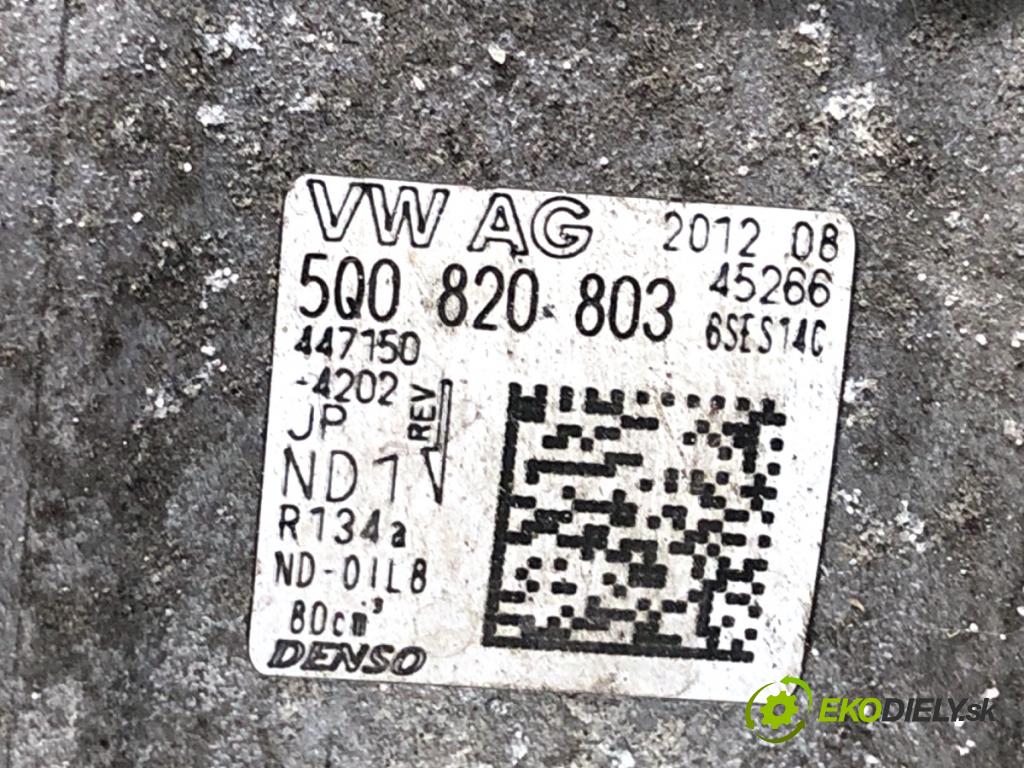 VW AG 2012 08
5Q0 820 803 45266
447150 6SES14C
-4202
REV
JP
ND1
R134a
ND-OIL8
80cm³
DENSO
EKODIELY.sk